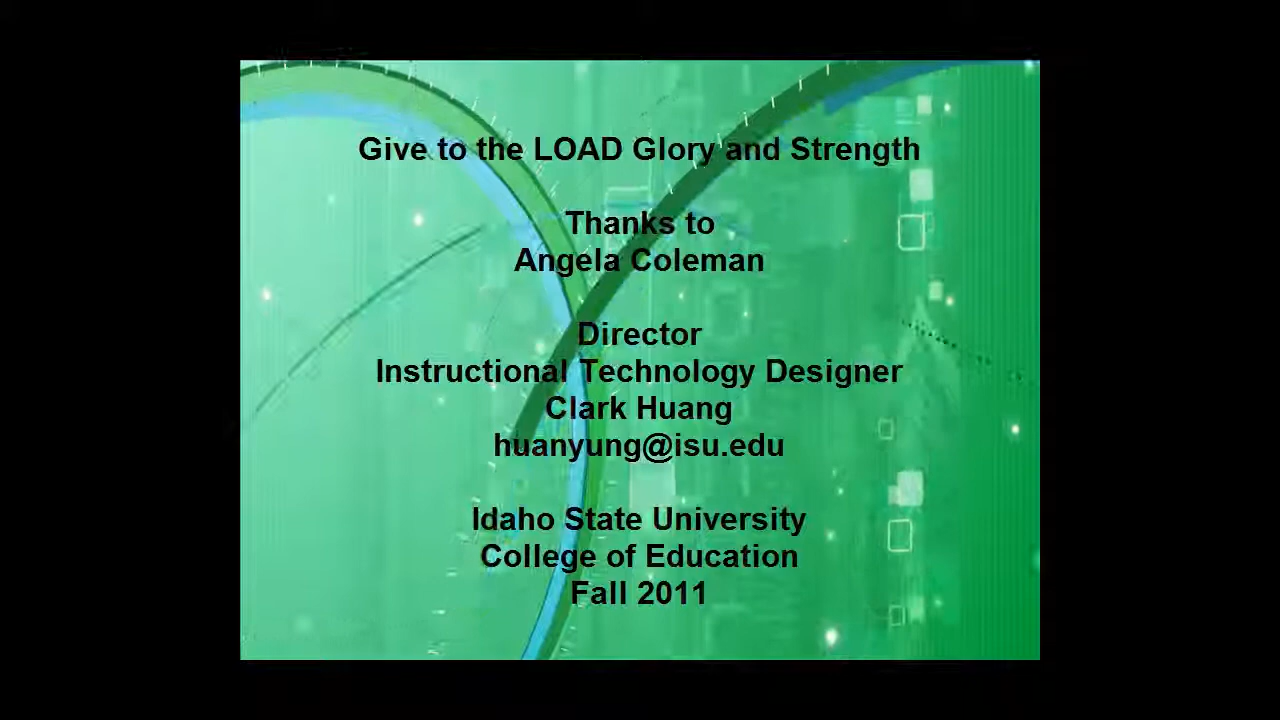 Give to the LOAD Glory and Strength
Thanks to
Angela Coleman
Director
Instructional Technology Designer
Clark Huang
huanyung@isu.edu
Idaho State University
College of Education
Fall 2011